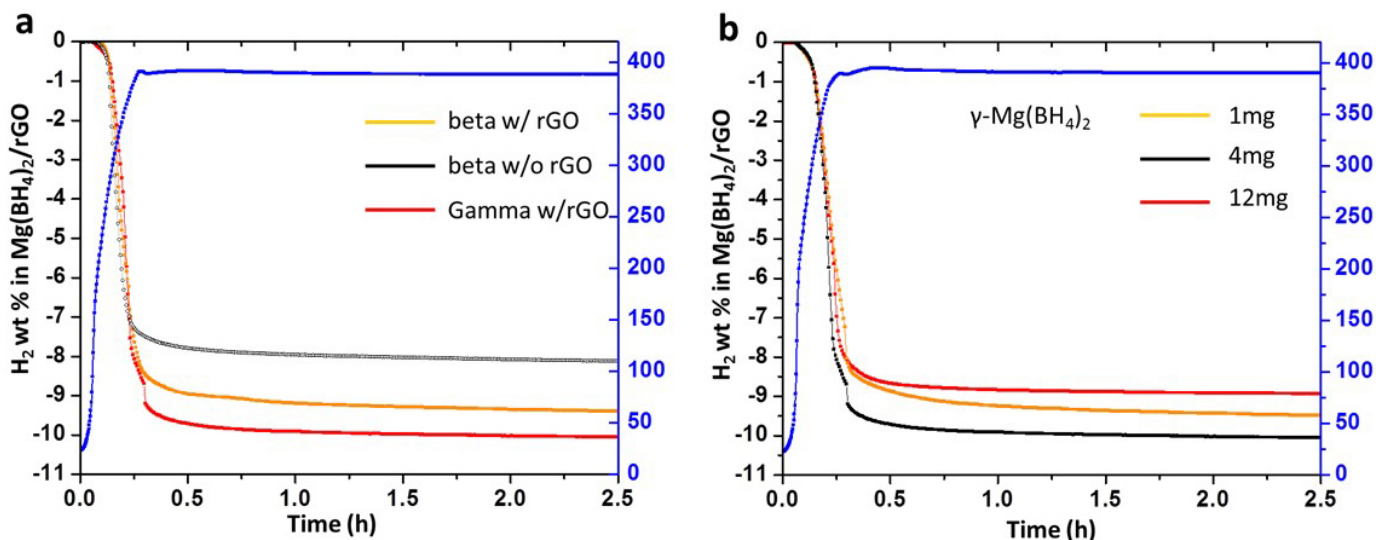 a
H₂ wt % in Mg(BH₄)₂/rGO
0
-1
-2
-3
-4
-5
-6
-7
-8
-9
-10
-11
beta w/ rGO
beta w/o rGO
Gamma w/rGO
400
350
300
250
200
150
100
50
0
0.0 0.5 1.0 1.5 2.0 2.5
Time (h)
b
H₂ wt % in Mg(BH₄)₂/rGO
0
-1
-2
-3
-4
-5
-6
-7
-8
-9
-10
-11
γ-Mg(BH₄)₂
1mg
4mg
12mg
400
350
300
250
200
150
100
50
0
0.0 0.5 1.0 1.5 2.0 2.5
Time (h)